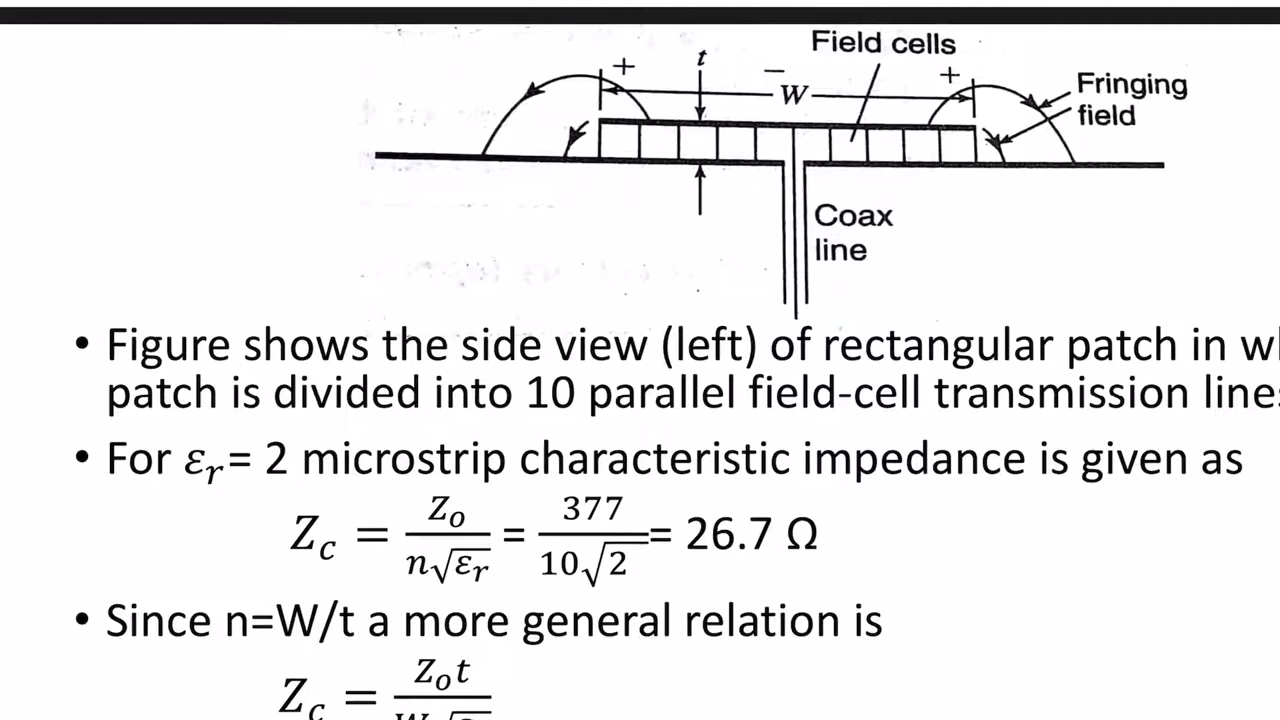 Field cells
t
+
−
+
W
Fringing
field
Coax
line
• Figure shows the side view (left) of rectangular patch in
patch is divided into 10 parallel field-cell transmission
• For εr= 2 microstrip characteristic impedance is given as
Zc = Zo / n√εr = 377 / 10√2 = 26.7 Ω
• Since n=W/t a more general relation is
Zc = Zot